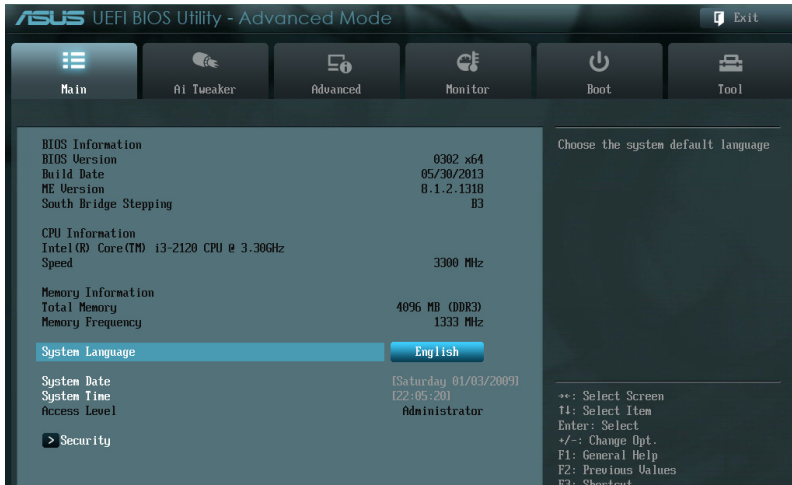 ASUS UEFI BIOS Utility - Advanced Mode
Exit
Main
Ai Tweaker
Advanced
Monitor
Boot
Tool
BIOS Information
BIOS Version 0302 x64
Build Date 05/30/2013
ME Version 8.1.2.1318
South Bridge Stepping B3
CPU Information
Intel(R) Core(TM) i3-2120 CPU @ 3.30GHz
Speed 3300 MHz
Memory Information
Total Memory 4096 MB (DDR3)
Memory Frequency 1333 MHz
System Language English
System Date [Saturday 01/03/2009]
System Time [22:05:20]
Access Level Administrator
> Security
Choose the system default language
→←: Select Screen
↑↓: Select Item
Enter: Select
+/-: Change Opt.
F1: General Help
F2: Previous Values
F3: Shortcut